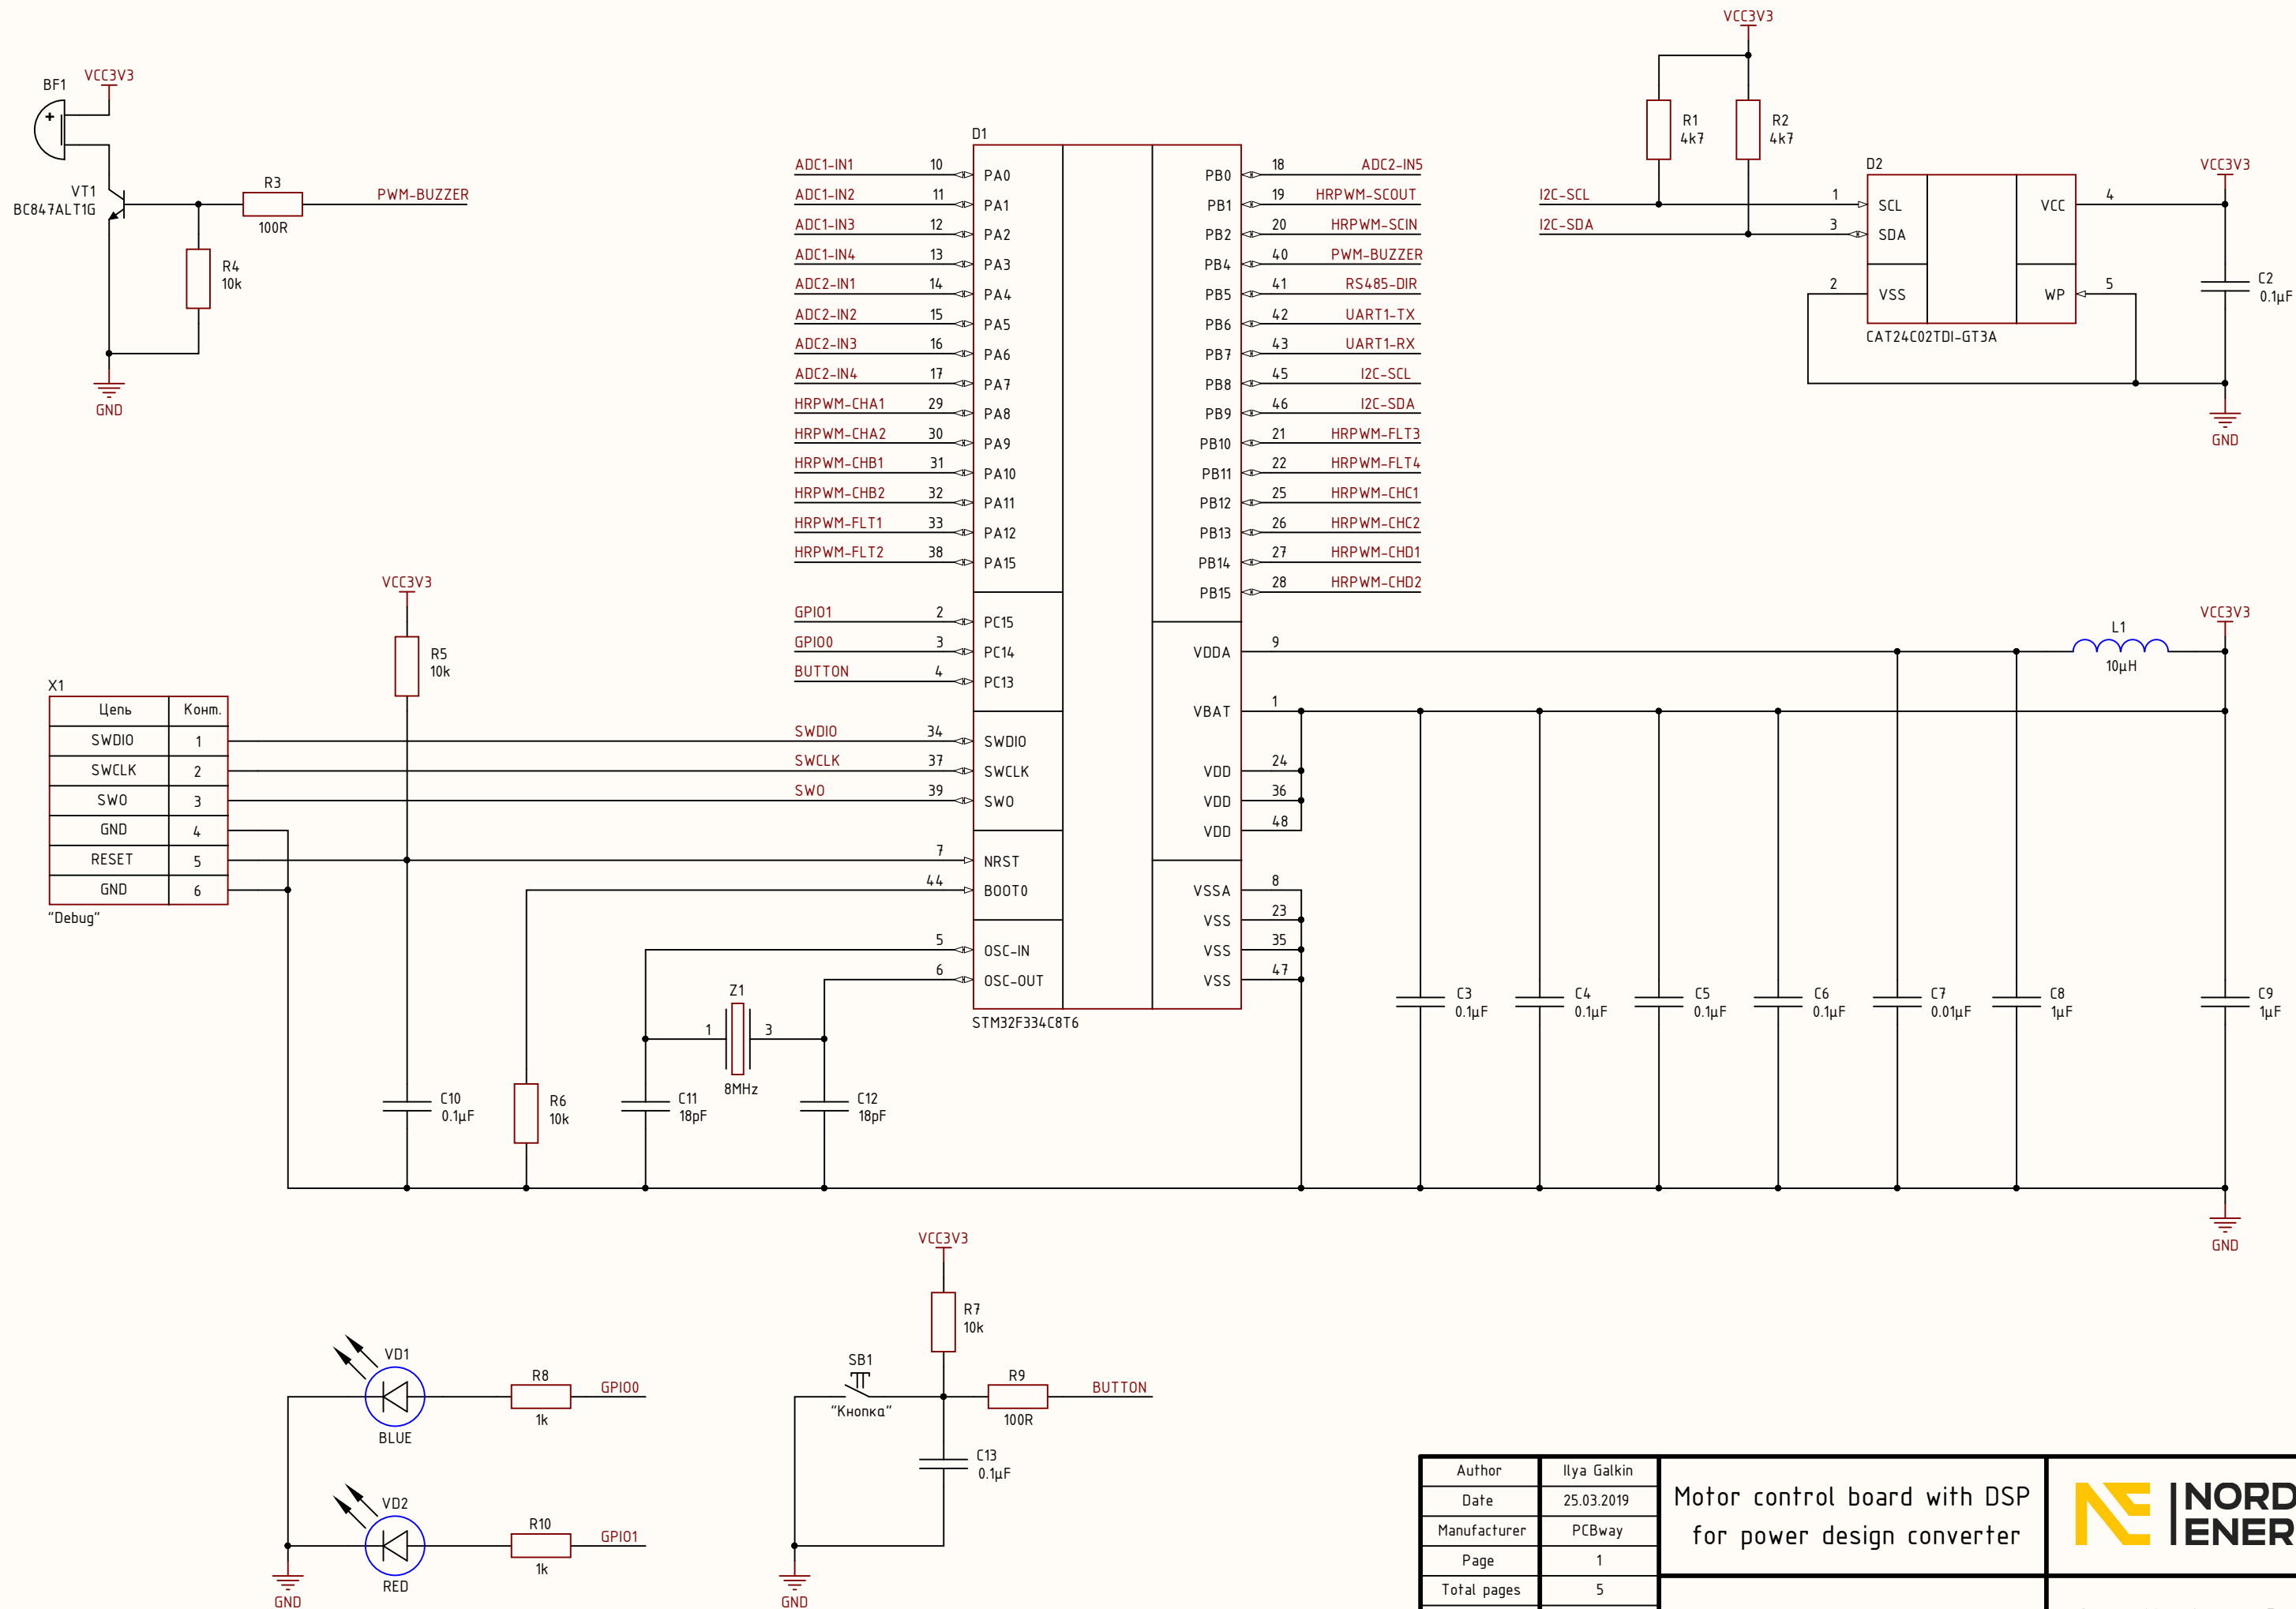 VCC3V3
BF1
VT1
BC847ALT1G
R3
100R
PWM-BUZZER
R4
10k
GND
D1
ADC1-IN1 10 PA0
ADC1-IN2 11 PA1
ADC1-IN3 12 PA2
ADC1-IN4 13 PA3
ADC2-IN1 14 PA4
ADC2-IN2 15 PA5
ADC2-IN3 16 PA6
ADC2-IN4 17 PA7
HRPWM-CHA1 29 PA8
HRPWM-CHA2 30 PA9
HRPWM-CHB1 31 PA10
HRPWM-CHB2 32 PA11
HRPWM-FLT1 33 PA12
HRPWM-FLT2 38 PA15
GPIO1 2 PC15
GPIO0 3 PC14
BUTTON 4 PC13
SWDIO 34 SWDIO
SWCLK 37 SWCLK
SWO 39 SWO
7 NRST
44 BOOT0
5 OSC-IN
6 OSC-OUT
PB0 18 ADC2-IN5
PB1 19 HRPWM-SCOUT
PB2 20 HRPWM-SCIN
PB4 40 PWM-BUZZER
PB5 41 RS485-DIR
PB6 42 UART1-TX
PB7 43 UART1-RX
PB8 45 I2C-SCL
PB9 46 I2C-SDA
PB10 21 HRPWM-FLT3
PB11 22 HRPWM-FLT4
PB12 25 HRPWM-CHC1
PB13 26 HRPWM-CHC2
PB14 27 HRPWM-CHD1
PB15 28 HRPWM-CHD2
VDDA 9
VBAT 1
VDD 24
VDD 36
VDD 48
VSSA 8
VSS 23
VSS 35
VSS 47
STM32F334C8T6
VCC3V3
R1
4k7
R2
4k7
D2
I2C-SCL 1 SCL
I2C-SDA 3 SDA
2 VSS
VCC 4
WP 5
CAT24C02TDI-GT3A
VCC3V3
C2
0.1µF
GND
VCC3V3
L1
10µH
C3
0.1µF
C4
0.1µF
C5
0.1µF
C6
0.1µF
C7
0.01µF
C8
1µF
C9
1µF
GND
VCC3V3
R5
10k
X1
Цепь Конт.
SWDIO 1
SWCLK 2
SWO 3
GND 4
RESET 5
GND 6
"Debug"
C10
0.1µF
R6
10k
C11
18pF
Z1
1 3
8MHz
C12
18pF
VD1
BLUE
R8
1k
GPIO0
VD2
RED
R10
1k
GPIO1
GND
VCC3V3
R7
10k
SB1
"Кнопка"
R9
100R
BUTTON
C13
0.1µF
GND
Author Ilya Galkin
Date 25.03.2019
Manufacturer PCBway
Page 1
Total pages 5
Motor control board with DSP
for power design converter
NORD
ENER